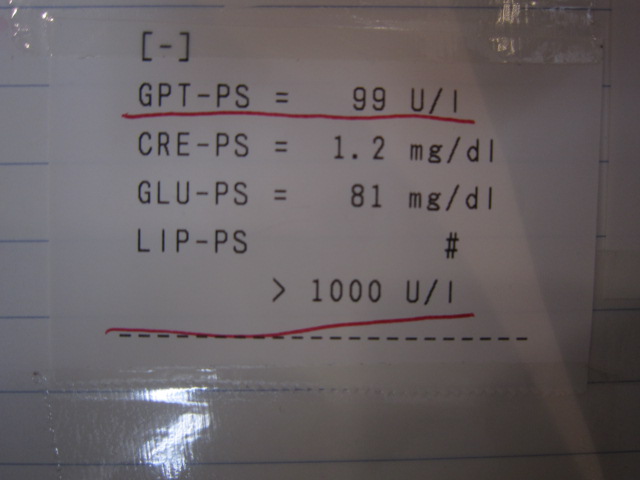 [-]
GPT-PS = 99 U/l
CRE-PS = 1.2 mg/dl
GLU-PS = 81 mg/dl
LIP-PS #
> 1000 U/l
------------------------